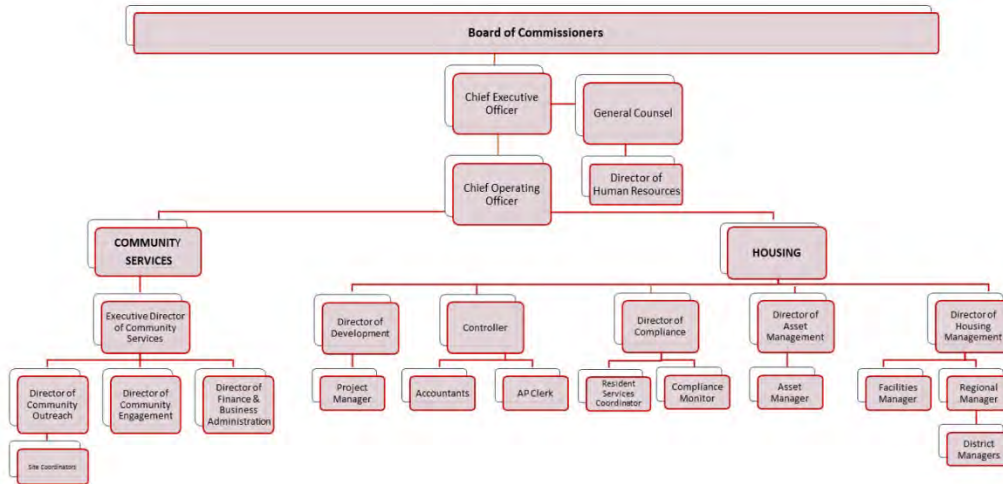 Board of Commissioners
Chief Executive
Officer
General Counsel
Director of
Human Resources
Chief Operating
Officer
COMMUNITY
SERVICES
HOUSING
Executive Director
of Community
Services
Director of
Development
Controller
Director of
Compliance
Director of
Asset
Management
Director of
Housing
Management
Director of
Community
Outreach
Director of
Community
Engagement
Director of
Finance &
Business
Administration
Project
Manager
Accountants
AP Clerk
Resident
Services
Coordinator
Compliance
Monitor
Asset
Manager
Facilities
Manager
Regional
Manager
Site Coordinators
District
Managers